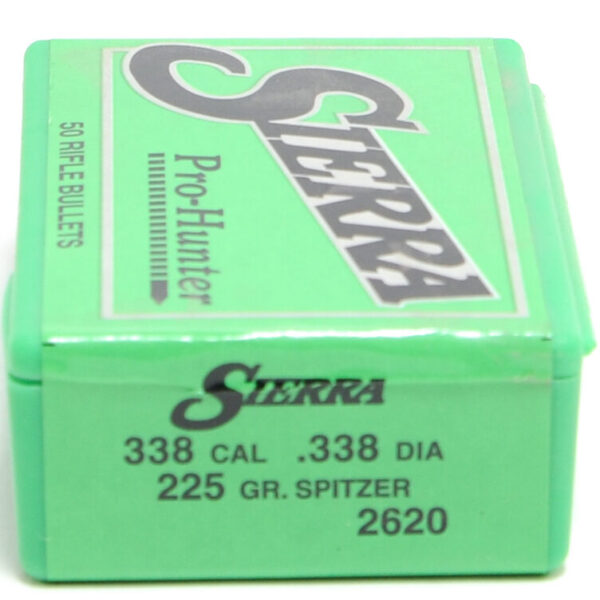 SIERRA
Pro-Hunter
50 RIFLE BULLETS
SIERRA
338 CAL .338 DIA
225 GR. SPITZER
2620